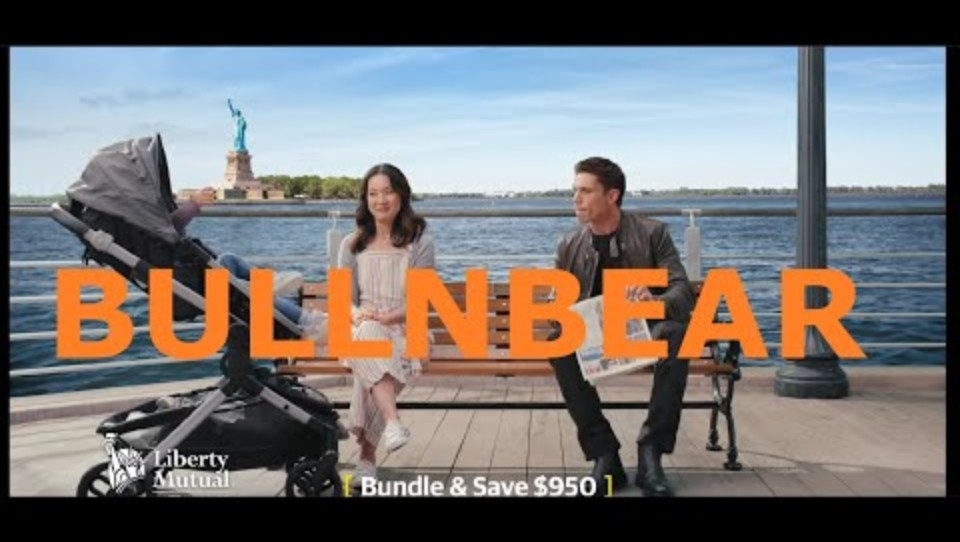 BULLNBEAR
Liberty
Mutual
[ Bundle & Save $950 ]